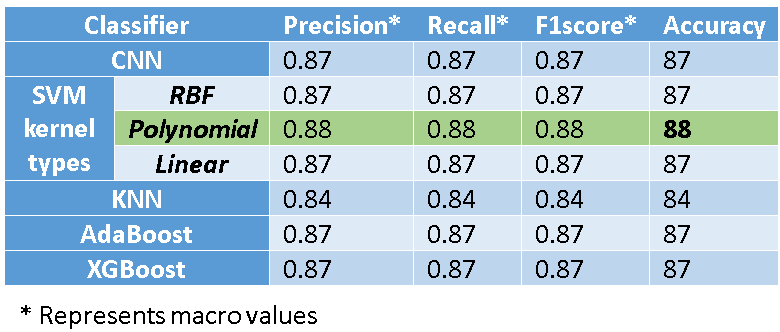 Classifier Precision* Recall* F1score* Accuracy
CNN 0.87 0.87 0.87 87
SVM kernel types
RBF 0.87 0.87 0.87 87
Polynomial 0.88 0.88 0.88 88
Linear 0.87 0.87 0.87 87
KNN 0.84 0.84 0.84 84
AdaBoost 0.87 0.87 0.87 87
XGBoost 0.87 0.87 0.87 87
* Represents macro values